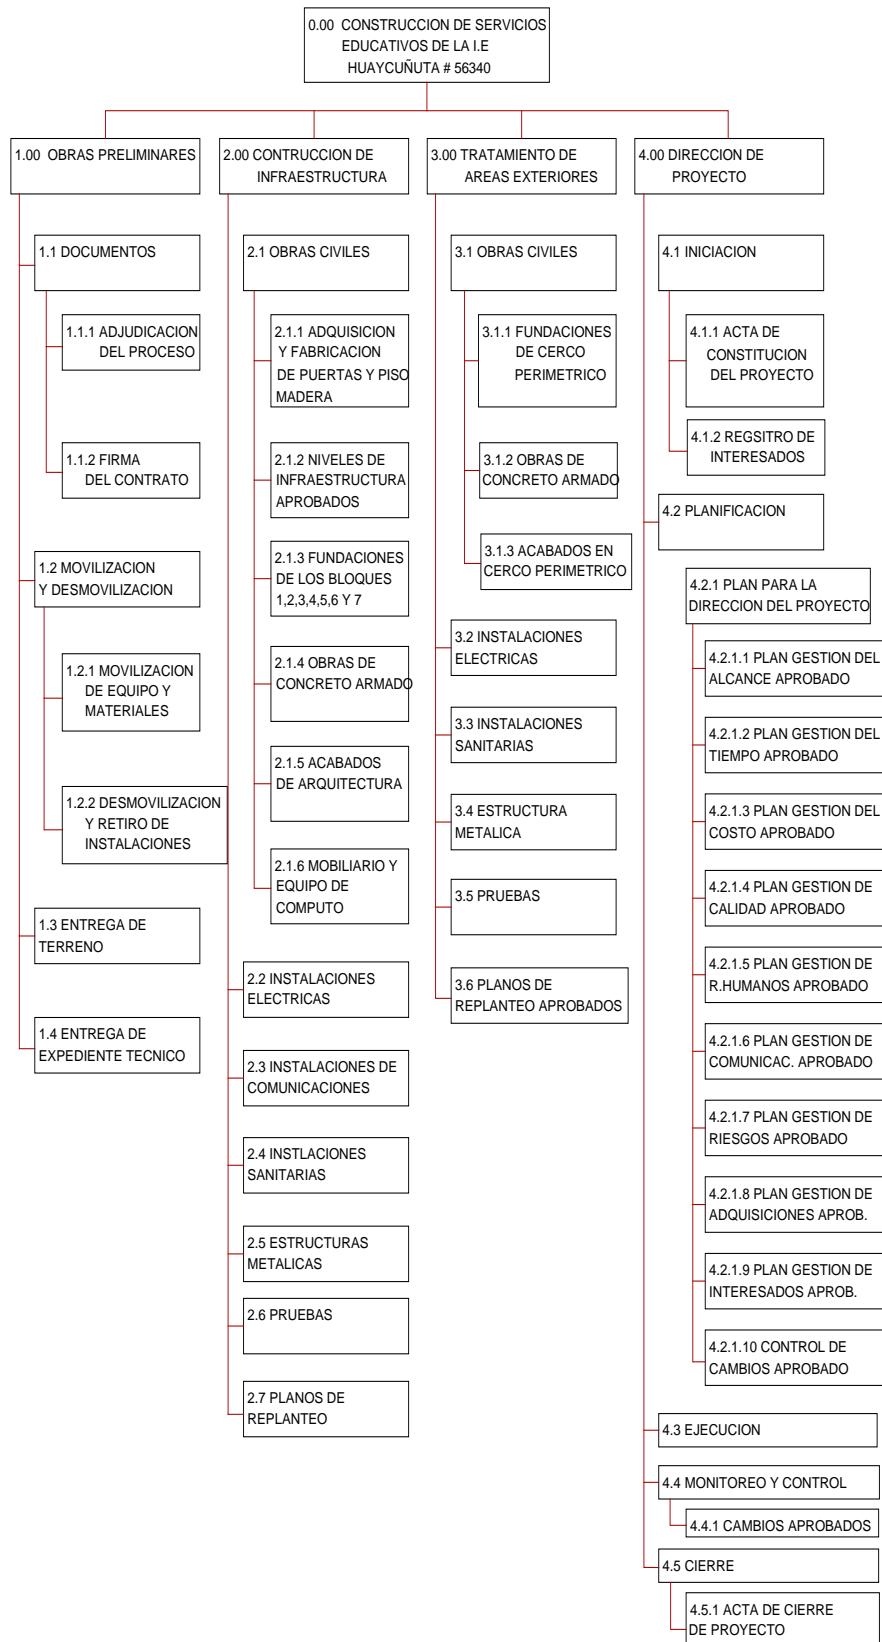 0.00 CONSTRUCCION DE SERVICIOS
EDUCATIVOS DE LA I.E
HUAYCUÑUTA # 56340
1.00 OBRAS PRELIMINARES
1.1 DOCUMENTOS
1.1.1 ADJUDICACION
DEL PROCESO
1.1.2 FIRMA
DEL CONTRATO
1.2 MOVILIZACION
Y DESMOVILIZACION
1.2.1 MOVILIZACION
DE EQUIPO Y
MATERIALES
1.2.2 DESMOVILIZACION
Y RETIRO DE
INSTALACIONES
1.3 ENTREGA DE
TERRENO
1.4 ENTREGA DE
EXPEDIENTE TECNICO
2.00 CONTRUCCION DE
INFRAESTRUCTURA
2.1 OBRAS CIVILES
2.1.1 ADQUISICION
Y FABRICACION
DE PUERTAS Y PISO
MADERA
2.1.2 NIVELES DE
INFRAESTRUCTURA
APROBADOS
2.1.3 FUNDACIONES
DE LOS BLOQUES
1,2,3,4,5,6 Y 7
2.1.4 OBRAS DE
CONCRETO ARMADO
2.1.5 ACABADOS
DE ARQUITECTURA
2.1.6 MOBILIARIO Y
EQUIPO DE
COMPUTO
2.2 INSTALACIONES
ELECTRICAS
2.3 INSTALACIONES DE
COMUNICACIONES
2.4 INSTLACIONES
SANITARIAS
2.5 ESTRUCTURAS
METALICAS
2.6 PRUEBAS
2.7 PLANOS DE
REPLANTEO
3.00 TRATAMIENTO DE
AREAS EXTERIORES
3.1 OBRAS CIVILES
3.1.1 FUNDACIONES
DE CERCO
PERIMETRICO
3.1.2 OBRAS DE
CONCRETO ARMADO
3.1.3 ACABADOS EN
CERCO PERIMETRICO
3.2 INSTALACIONES
ELECTRICAS
3.3 INSTALACIONES
SANITARIAS
3.4 ESTRUCTURA
METALICA
3.5 PRUEBAS
3.6 PLANOS DE
REPLANTEO APROBADOS
4.00 DIRECCION DE
PROYECTO
4.1 INICIACION
4.1.1 ACTA DE
CONSTITUCION
DEL PROYECTO
4.1.2 REGSITRO DE
INTERESADOS
4.2 PLANIFICACION
4.2.1 PLAN PARA LA
DIRECCION DEL PROYECTO
4.2.1.1 PLAN GESTION DEL
ALCANCE APROBADO
4.2.1.2 PLAN GESTION DEL
TIEMPO APROBADO
4.2.1.3 PLAN GESTION DEL
COSTO APROBADO
4.2.1.4 PLAN GESTION DE
CALIDAD APROBADO
4.2.1.5 PLAN GESTION DE
R.HUMANOS APROBADO
4.2.1.6 PLAN GESTION DE
COMUNICAC. APROBADO
4.2.1.7 PLAN GESTION DE
RIESGOS APROBADO
4.2.1.8 PLAN GESTION DE
ADQUISICIONES APROB.
4.2.1.9 PLAN GESTION DE
INTERESADOS APROB.
4.2.1.10 CONTROL DE
CAMBIOS APROBADO
4.3 EJECUCION
4.4 MONITOREO Y CONTROL
4.4.1 CAMBIOS APROBADOS
4.5 CIERRE
4.5.1 ACTA DE CIERRE
DE PROYECTO